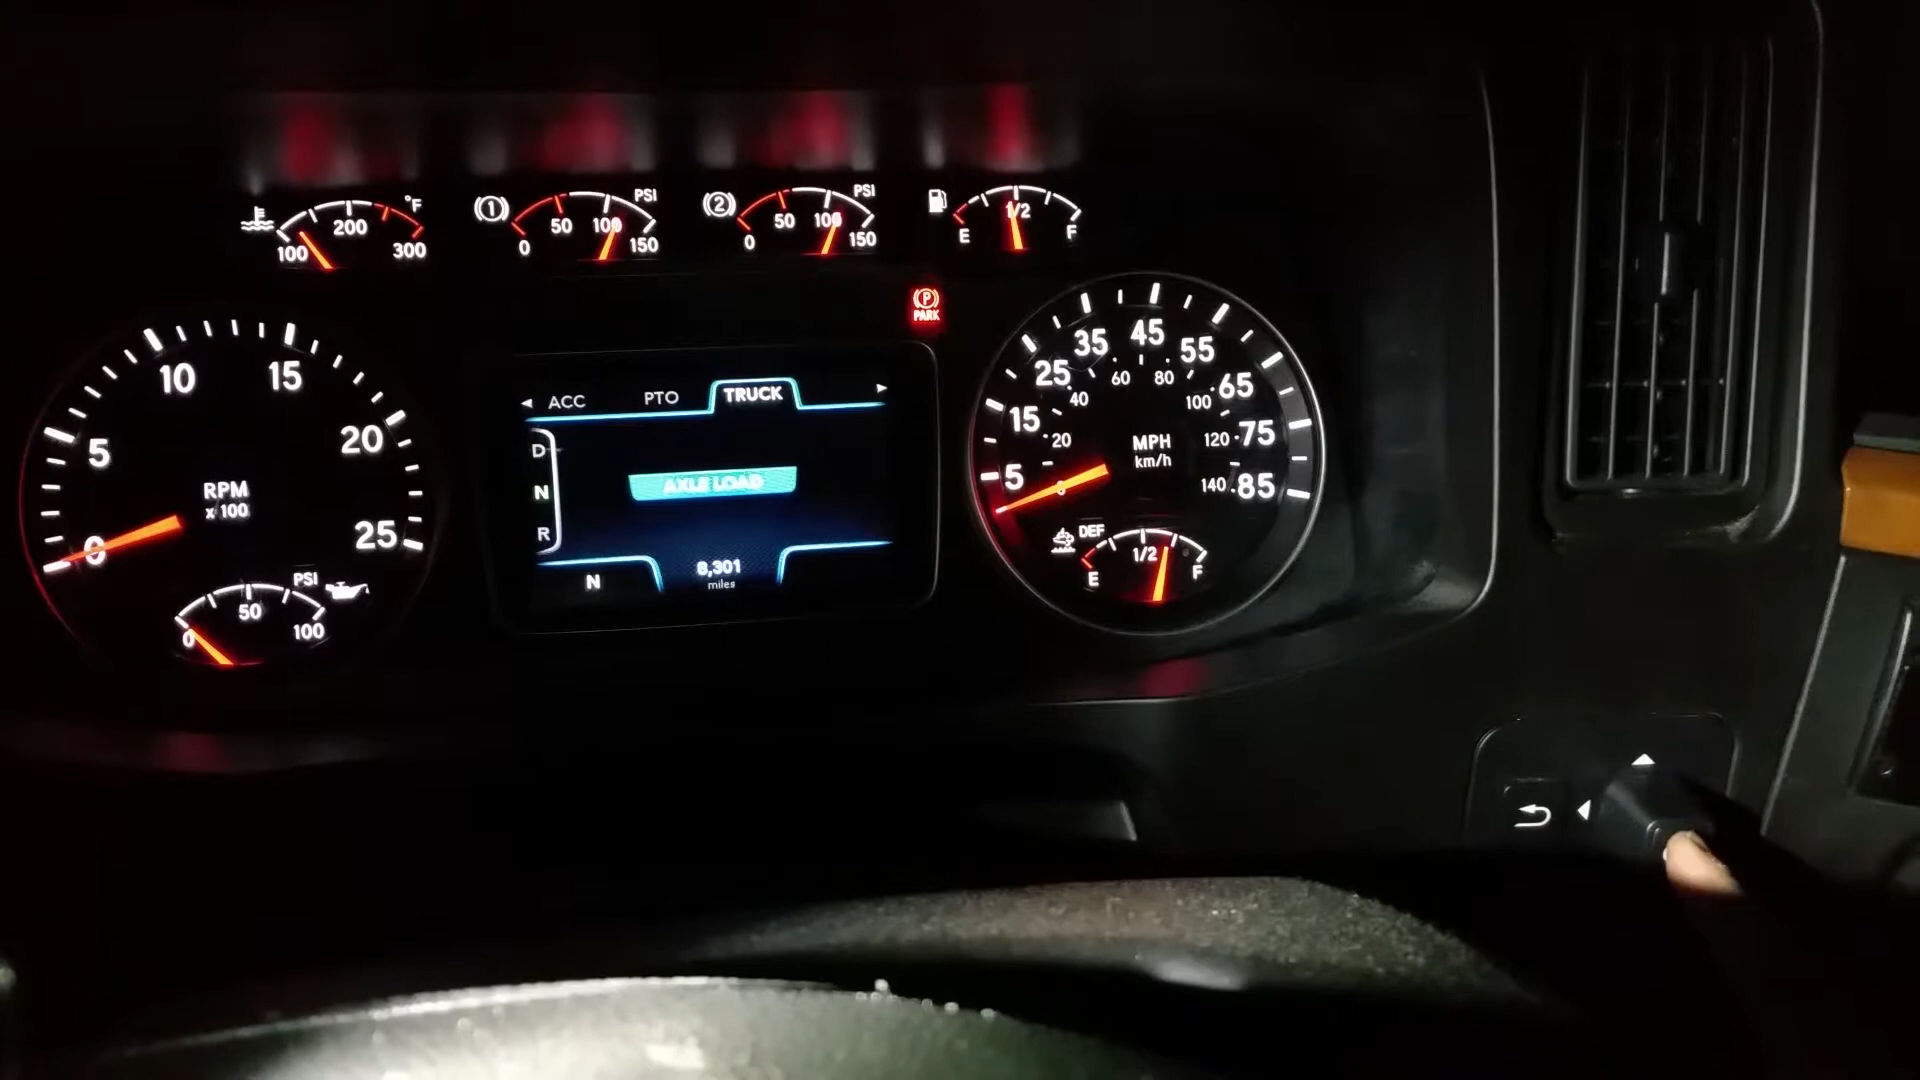 °F
100 200 300
(1) PSI
0 50 100 150
(2) PSI
0 50 100 150
E 1/2 F
P
PARK
0 5 10 15 20 25
RPM
x 100
PSI
0 50 100
ACC PTO TRUCK
D
N
R
AXLE LOAD
N
8,301
miles
5 15 25 35 45 55 65 75 85
20 40 60 80 100 120 140
MPH
km/h
DEF
E 1/2 F